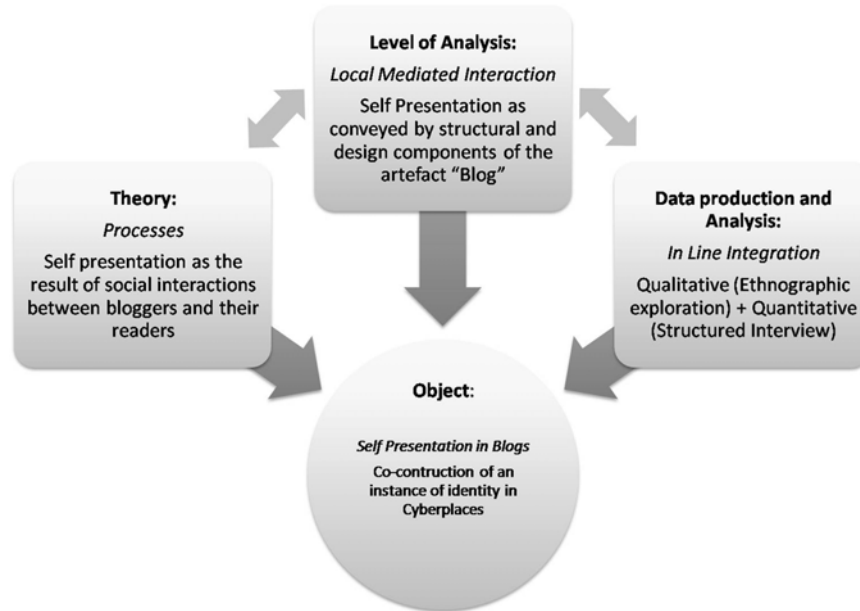 Level of Analysis:
Local Mediated Interaction
Self Presentation as
conveyed by structural and
design components of the
artefact “Blog”
Theory:
Processes
Self presentation as the
result of social interactions
between bloggers and their
readers
Data production and
Analysis:
In Line Integration
Qualitative (Ethnographic
exploration) + Quantitative
(Structured Interview)
Object:
Self Presentation in Blogs
Co-contruction of an
instance of identity in
Cyberplaces